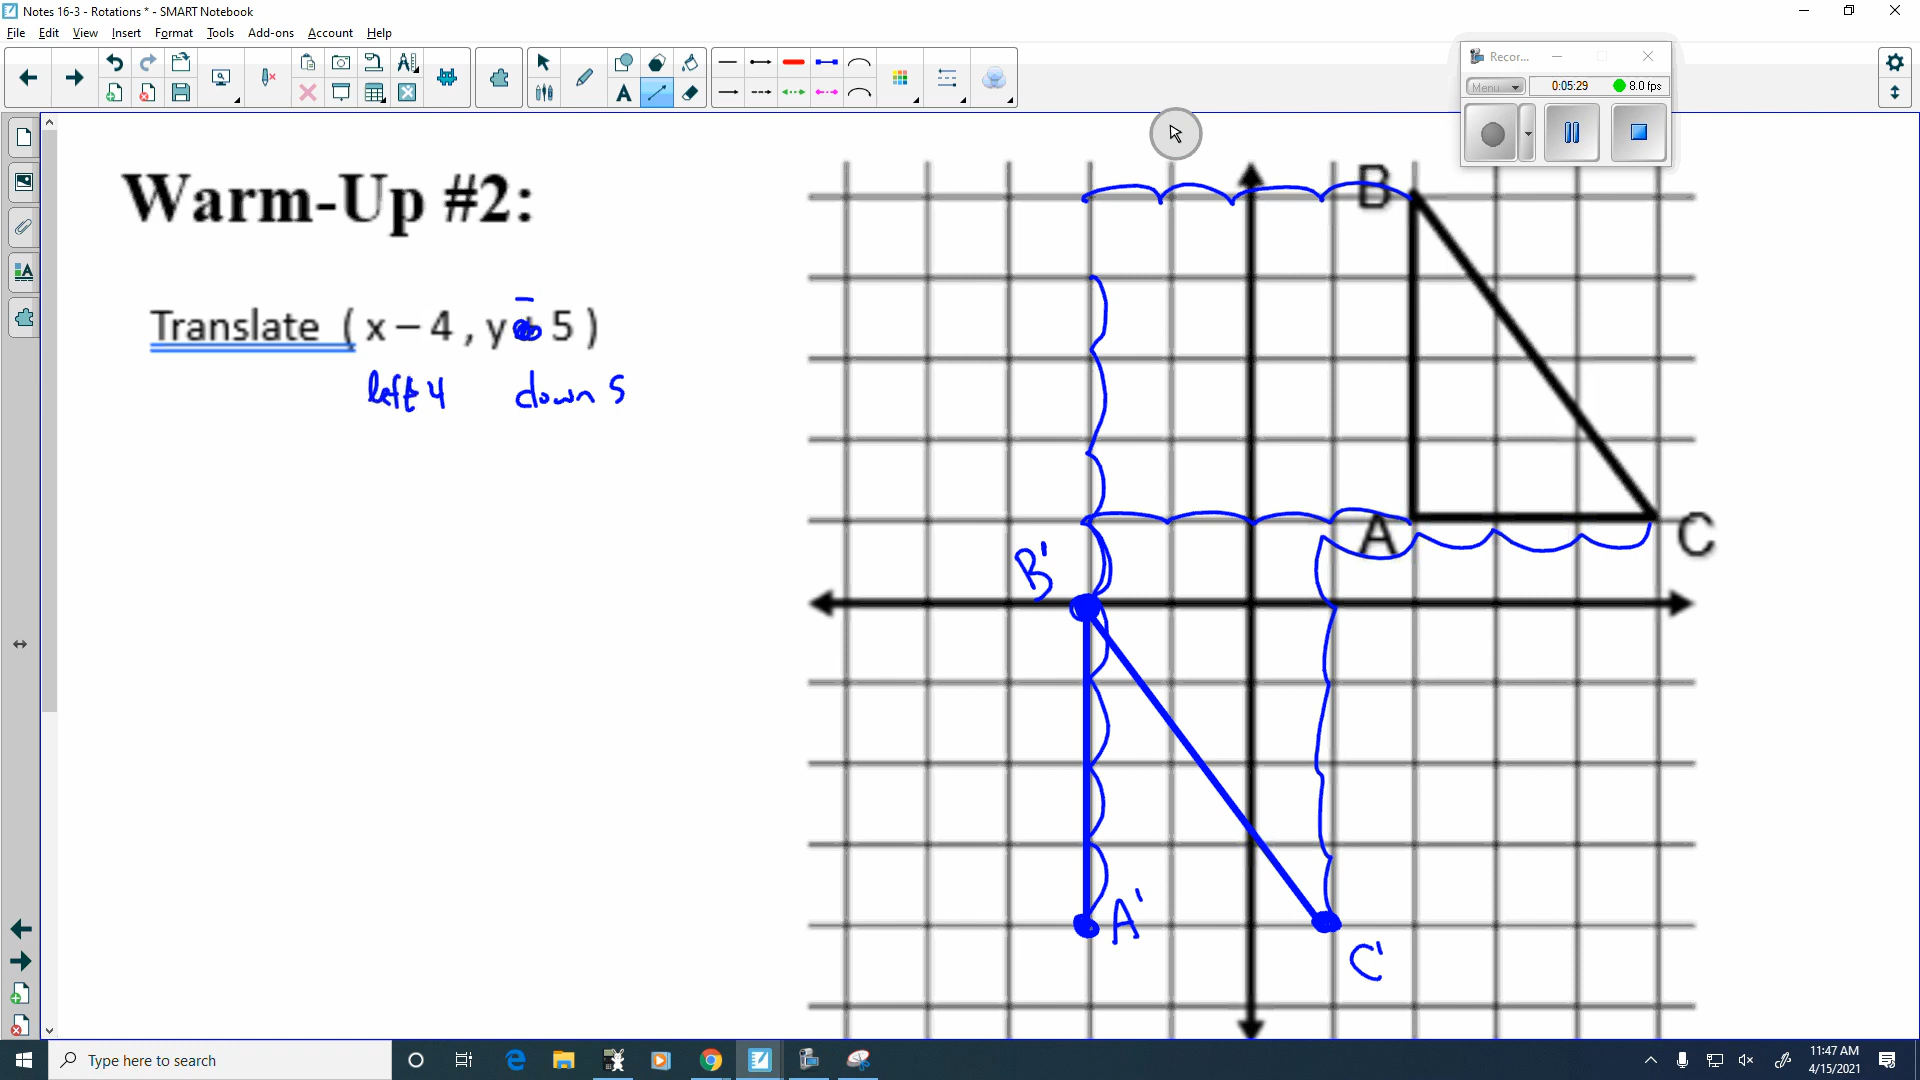 Notes 16-3 - Rotations * - SMART Notebook
File Edit View Insert Format Tools Add-ons Account Help
Recor...
Menu 0:05:29 8.0 fps
Warm-Up #2:
Translate ( x – 4 , y - 5 )
left 4 down 5
B
A
C
B'
A'
C'
Type here to search
11:47 AM
4/15/2021